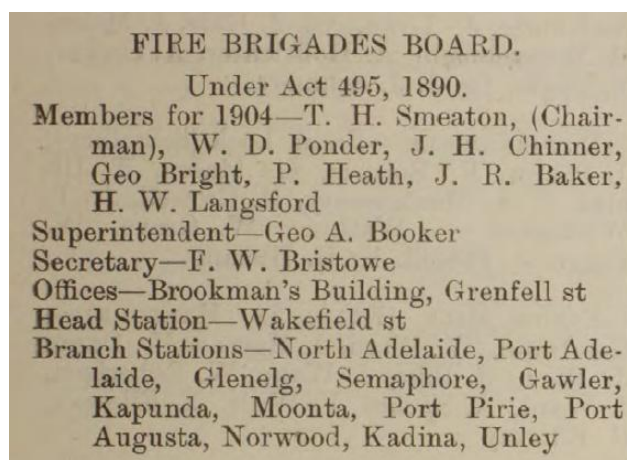 FIRE BRIGADES BOARD.
Under Act 495, 1890.
Members for 1904—T. H. Smeaton, (Chair-
man), W. D. Ponder, J. H. Chinner,
Geo Bright, P. Heath, J. R. Baker,
H. W. Langsford
Superintendent—Geo A. Booker
Secretary—F. W. Bristowe
Offices—Brookman's Building, Grenfell st
Head Station—Wakefield st
Branch Stations—North Adelaide, Port Ade-
laide, Glenelg, Semaphore, Gawler,
Kapunda, Moonta, Port Pirie, Port
Augusta, Norwood, Kadina, Unley